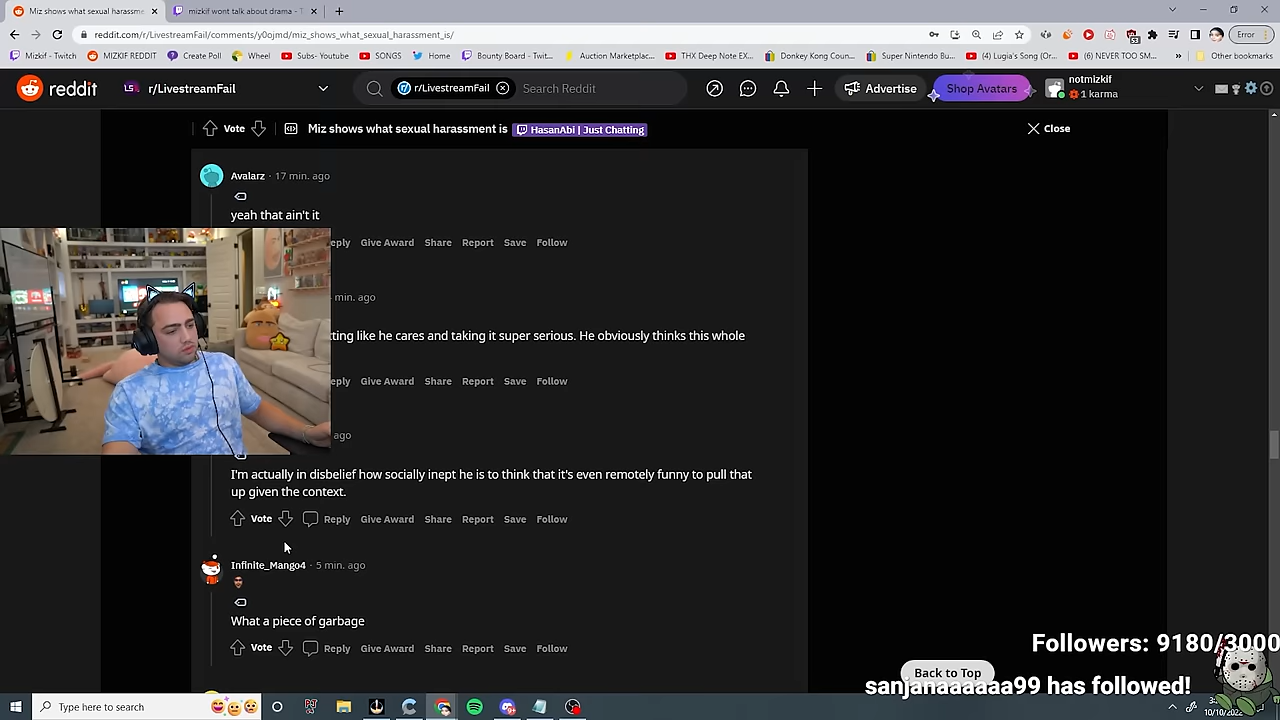 Miz shows what sexual harassme
mizkif wont talk about drama - T
reddit.com/r/LivestreamFail/comments/y0ojmd/miz_shows_what_sexual_harassment_is/
Error
Mizkif - Twitch
MIZKIF REDDIT
Create Poll
Wheel
Subs- Youtube
SONGS
Home
Bounty Board - Twit...
Auction Marketplac...
THX Deep Note EX...
Donkey Kong Coun...
Super Nintendo Bu...
(4) Lugia's Song (Th...
(6) NEVER TOO SM...
»
Other bookmarks
reddit
r/LivestreamFail
r/LivestreamFail
Search Reddit
Advertise
Shop Avatars
notmizkif
1 karma
Vote
Miz shows what sexual harassment is
HasanAbi | Just Chatting
Close
Avalarz · 17 min. ago
yeah that ain't it
eply Give Award Share Report Save Follow
min. ago
ting like he cares and taking it super serious. He obviously thinks this whole
eply Give Award Share Report Save Follow
ago
I'm actually in disbelief how socially inept he is to think that it's even remotely funny to pull that
up given the context.
Vote Reply Give Award Share Report Save Follow
Infinite_Mango4 · 5 min. ago
What a piece of garbage
Vote Reply Give Award Share Report Save Follow
Followers: 9180/3000
Back to Top
sanjanaaaaaa99 has followed!
Type here to search